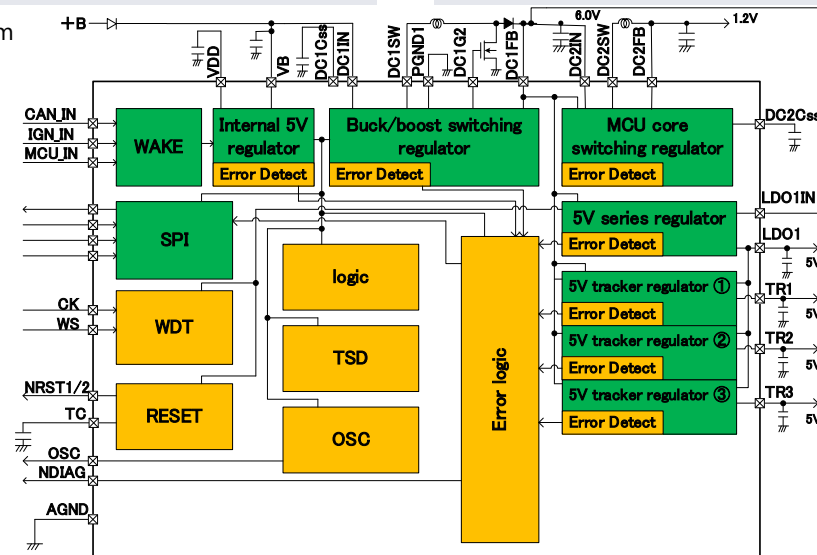 m
+B
6.0V
1.2V
VDD
VB
DC1Css
DC1IN
DC1SW
PGND1
DC1G2
DC1FB
DC2IN
DC2SW
DC2FB
CAN_IN
IGN_IN
MCU_IN
WAKE
Internal 5V
regulator
Error Detect
Buck/boost switching
regulator
Error Detect
MCU core
switching regulator
Error Detect
DC2Css
LDO1IN
SPI
5V series regulator
Error Detect
LDO1
5V
logic
5V tracker regulator ①
Error Detect
TR1
5V
CK
WS
WDT
TSD
Error logic
5V tracker regulator ②
Error Detect
TR2
5V
NRST1/2
TC
RESET
OSC
5V tracker regulator ③
Error Detect
TR3
5V
OSC
NDIAG
AGND